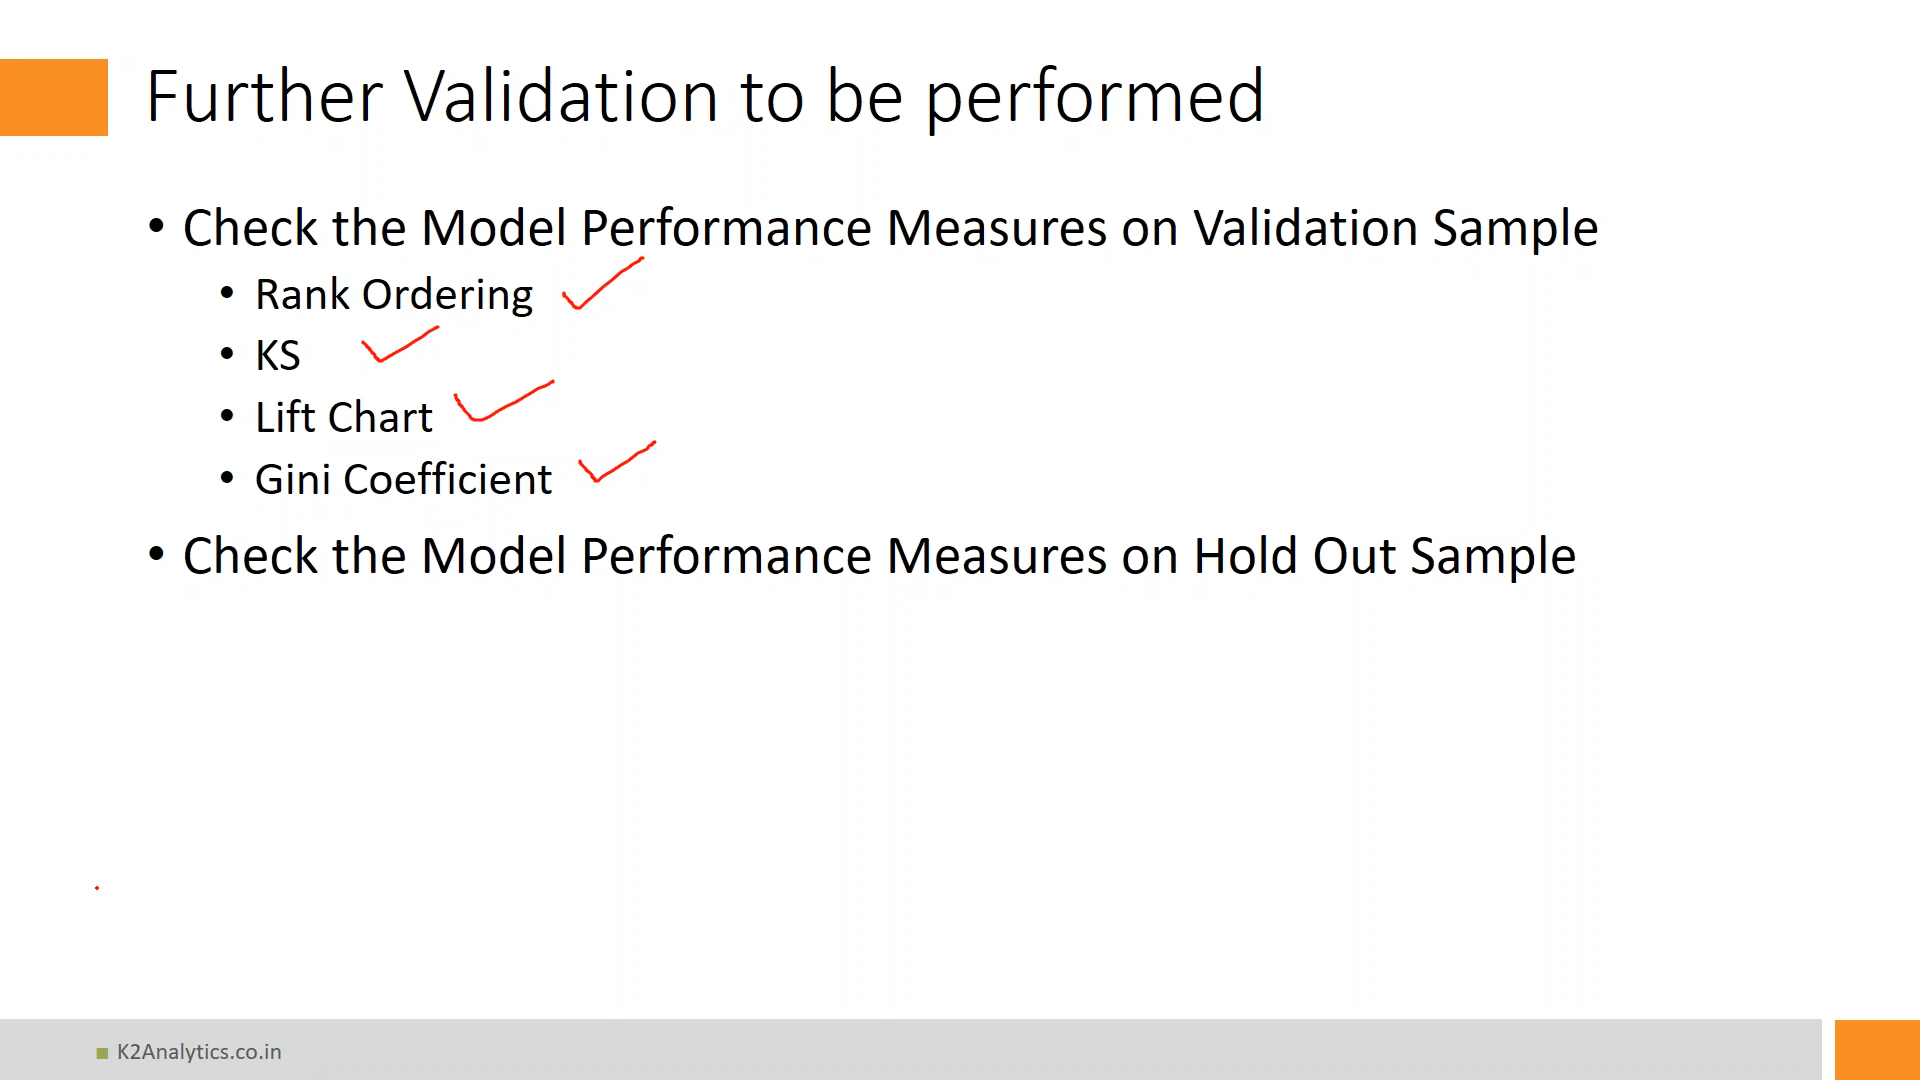 Further Validation to be performed
• Check the Model Performance Measures on Validation Sample
• Rank Ordering
• KS
• Lift Chart
• Gini Coefficient
• Check the Model Performance Measures on Hold Out Sample
K2Analytics.co.in